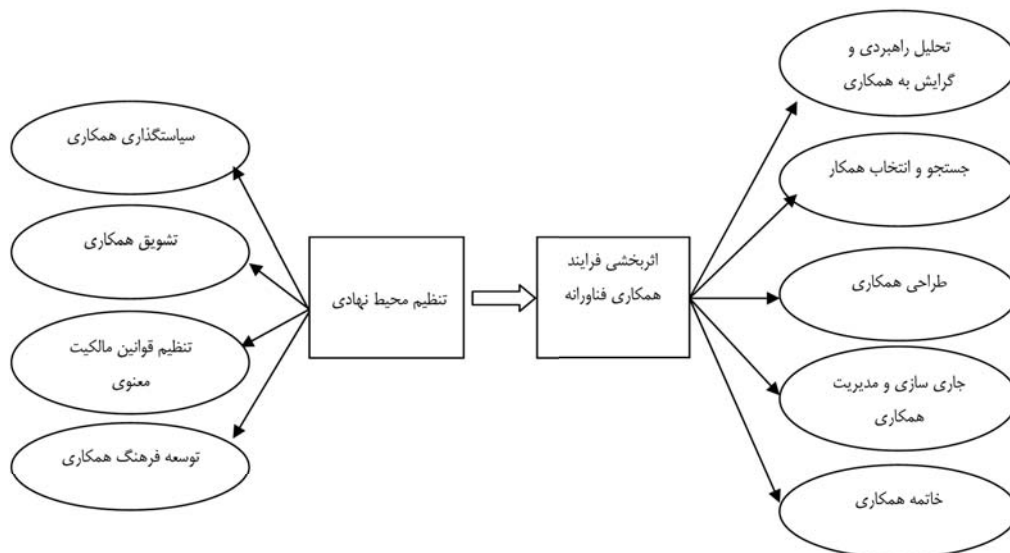 تحلیل راهبردی و
گرایش به همکاری
جستجو و انتخاب همکار
طراحی همکاری
جاری سازی و مدیریت
همکاری
خاتمه همکاری
اثربخشی فرایند
همکاری فناورانه
تنظیم محیط نهادی
سیاستگذاری همکاری
تشویق همکاری
تنظیم قوانین مالکیت
معنوی
توسعه فرهنگ همکاری